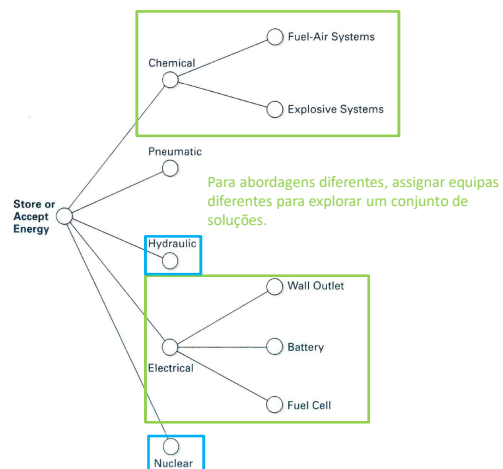 Fuel-Air Systems
Chemical
Explosive Systems
Pneumatic
Para abordagens diferentes, assignar equipas
diferentes para explorar um conjunto de
soluções.
Store or
Accept
Energy
Hydraulic
Wall Outlet
Battery
Electrical
Fuel Cell
Nuclear